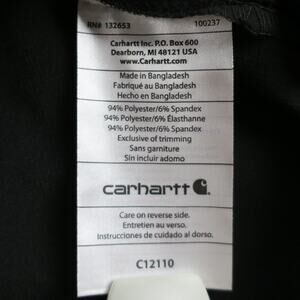 RN# 132653 100237
Carhartt Inc. P.O. Box 600
Dearborn, MI 48121 USA
www.Carhartt.com
Made in Bangladesh
Fabriqué au Bangladesh
Hecho en Bangladesh
94% Polyester/6% Spandex
94% Polyester/6% Élasthanne
94% Polyester/6% Spandex
Exclusive of trimming
Sans garniture
Sin incluir adorno
carhartt
Care on reverse side.
Entretien au verso.
Instrucciones de cuidado al dorso.
C12110